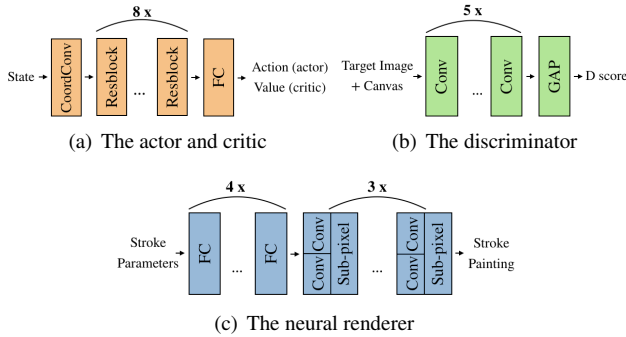 8 x
State
CoordConv
Resblock
...
Resblock
FC
Action (actor)
Value (critic)
(a) The actor and critic
5 x
Target Image
+ Canvas
Conv
...
Conv
GAP
D score
(b) The discriminator
4 x
3 x
Stroke
Parameters
FC
...
FC
Conv
Conv
Sub-pixel
...
Conv
Conv
Sub-pixel
Stroke
Painting
(c) The neural renderer